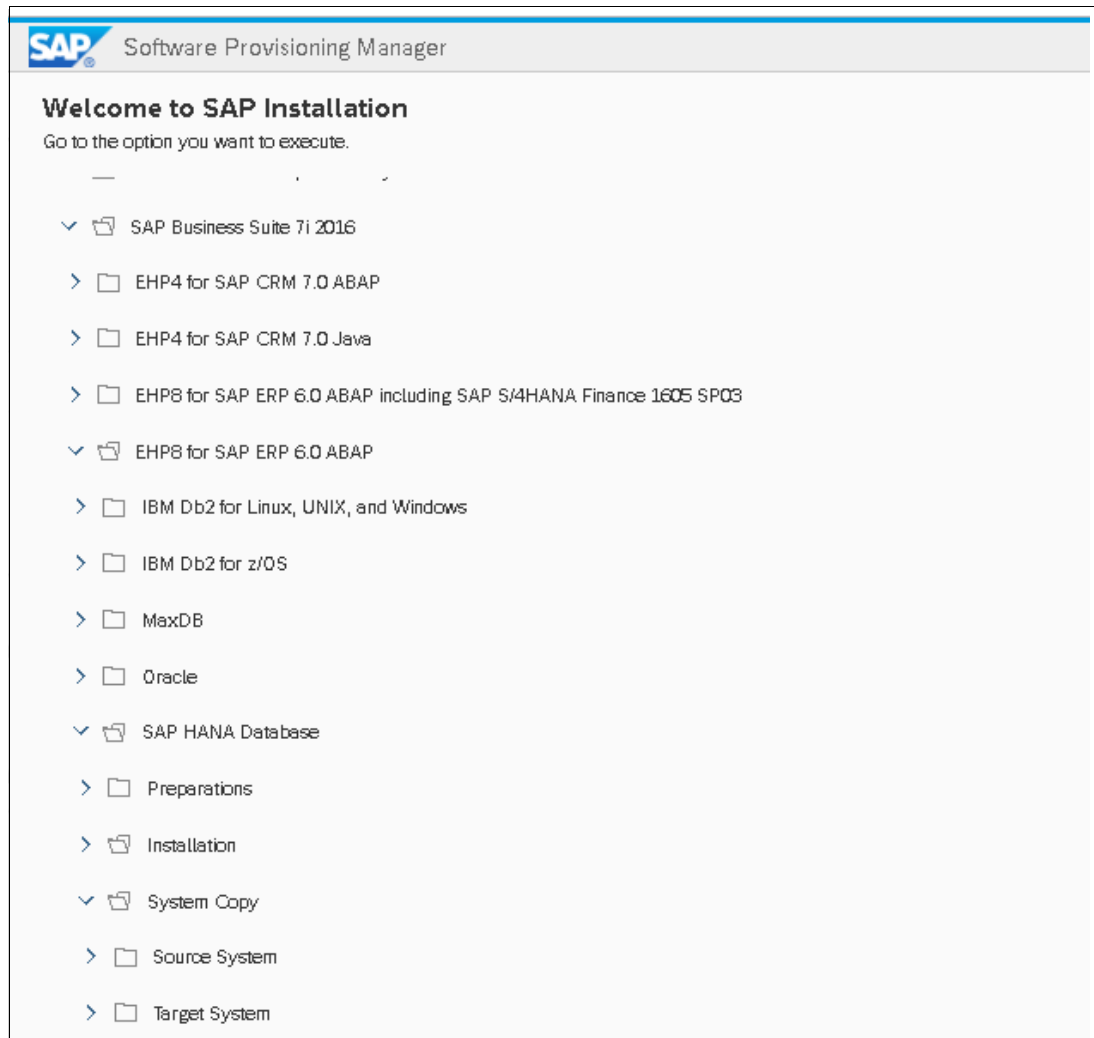 SAP Software Provisioning Manager
Welcome to SAP Installation
Go to the option you want to execute.
SAP Business Suite 7i 2016
EHP4 for SAP CRM 7.0 ABAP
EHP4 for SAP CRM 7.0 Java
EHP8 for SAP ERP 6.0 ABAP including SAP S/4HANA Finance 1605 SP03
EHP8 for SAP ERP 6.0 ABAP
IBM Db2 for Linux, UNIX, and Windows
IBM Db2 for z/OS
MaxDB
Oracle
SAP HANA Database
Preparations
Installation
System Copy
Source System
Target System